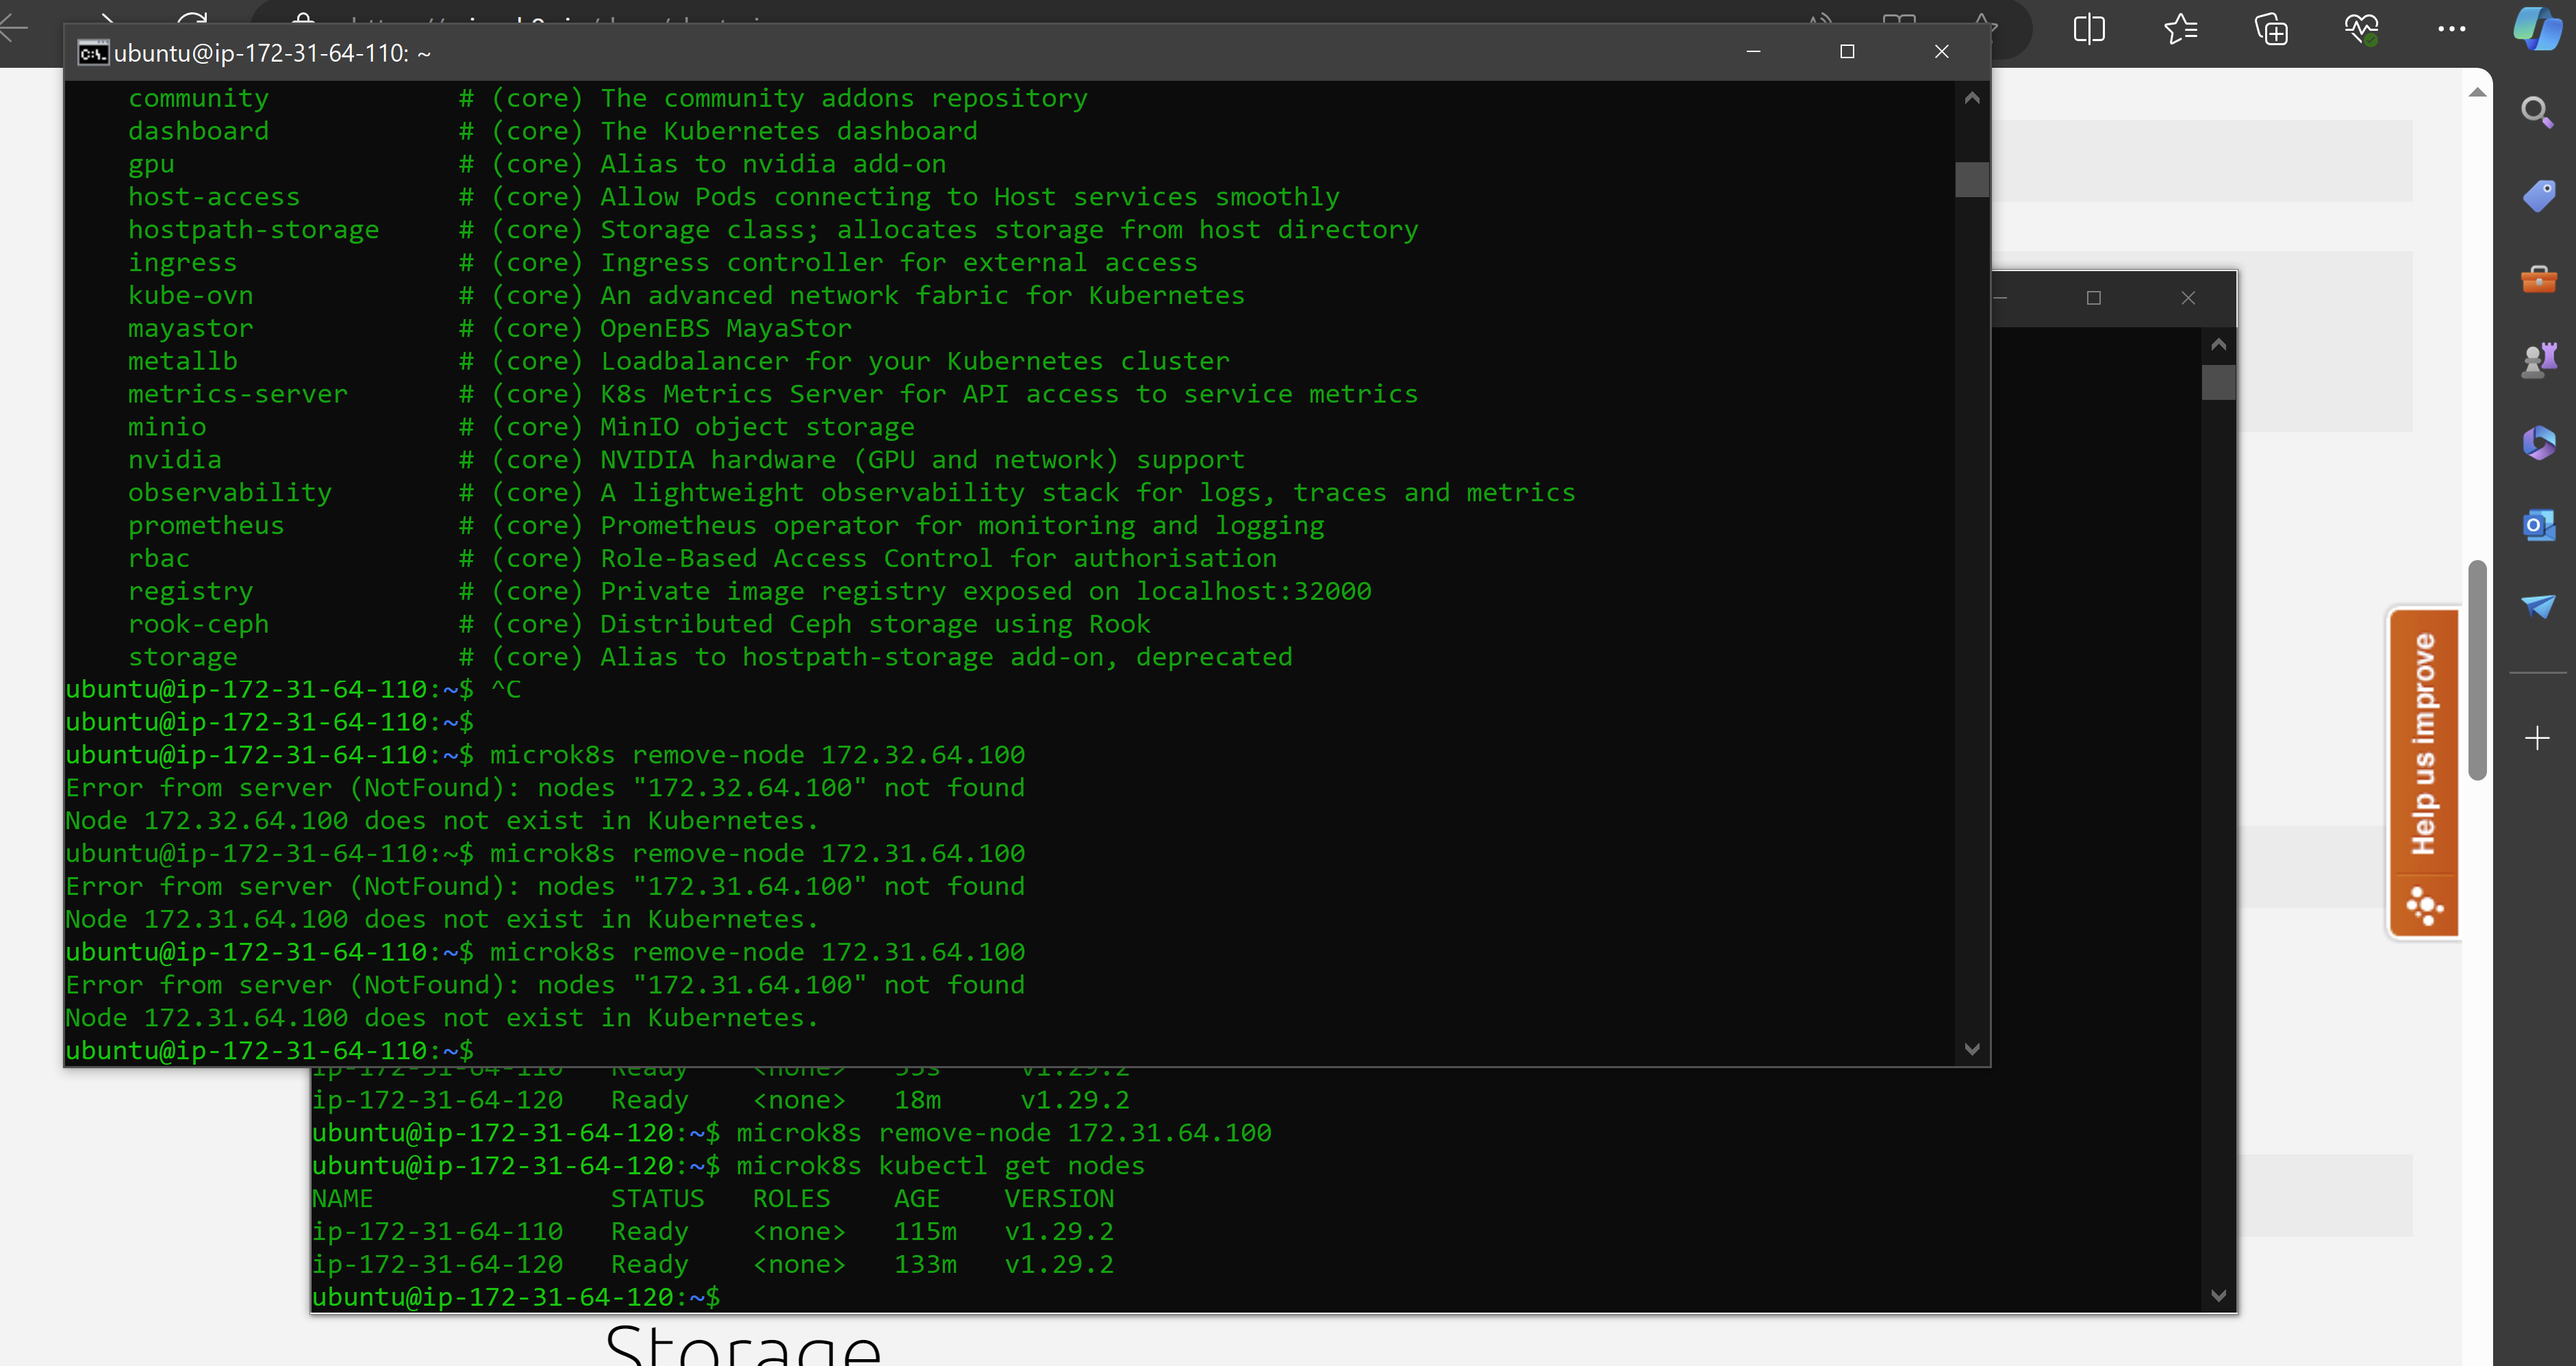 ubuntu@ip-172-31-64-110: ~
community # (core) The community addons repository
dashboard # (core) The Kubernetes dashboard
gpu # (core) Alias to nvidia add-on
host-access # (core) Allow Pods connecting to Host services smoothly
hostpath-storage # (core) Storage class; allocates storage from host directory
ingress # (core) Ingress controller for external access
kube-ovn # (core) An advanced network fabric for Kubernetes
mayastor # (core) OpenEBS MayaStor
metallb # (core) Loadbalancer for your Kubernetes cluster
metrics-server # (core) K8s Metrics Server for API access to service metrics
minio # (core) MinIO object storage
nvidia # (core) NVIDIA hardware (GPU and network) support
observability # (core) A lightweight observability stack for logs, traces and metrics
prometheus # (core) Prometheus operator for monitoring and logging
rbac # (core) Role-Based Access Control for authorisation
registry # (core) Private image registry exposed on localhost:32000
rook-ceph # (core) Distributed Ceph storage using Rook
storage # (core) Alias to hostpath-storage add-on, deprecated
ubuntu@ip-172-31-64-110:~$ ^C
ubuntu@ip-172-31-64-110:~$
ubuntu@ip-172-31-64-110:~$ microk8s remove-node 172.32.64.100
Error from server (NotFound): nodes "172.32.64.100" not found
Node 172.32.64.100 does not exist in Kubernetes.
ubuntu@ip-172-31-64-110:~$ microk8s remove-node 172.31.64.100
Error from server (NotFound): nodes "172.31.64.100" not found
Node 172.31.64.100 does not exist in Kubernetes.
ubuntu@ip-172-31-64-110:~$ microk8s remove-node 172.31.64.100
Error from server (NotFound): nodes "172.31.64.100" not found
Node 172.31.64.100 does not exist in Kubernetes.
ubuntu@ip-172-31-64-110:~$
ip-172-31-64-110 Ready <none> 55s v1.29.2
ip-172-31-64-120 Ready <none> 18m v1.29.2
ubuntu@ip-172-31-64-120:~$ microk8s remove-node 172.31.64.100
ubuntu@ip-172-31-64-120:~$ microk8s kubectl get nodes
NAME STATUS ROLES AGE VERSION
ip-172-31-64-110 Ready <none> 115m v1.29.2
ip-172-31-64-120 Ready <none> 133m v1.29.2
ubuntu@ip-172-31-64-120:~$
Storage
Help us improve